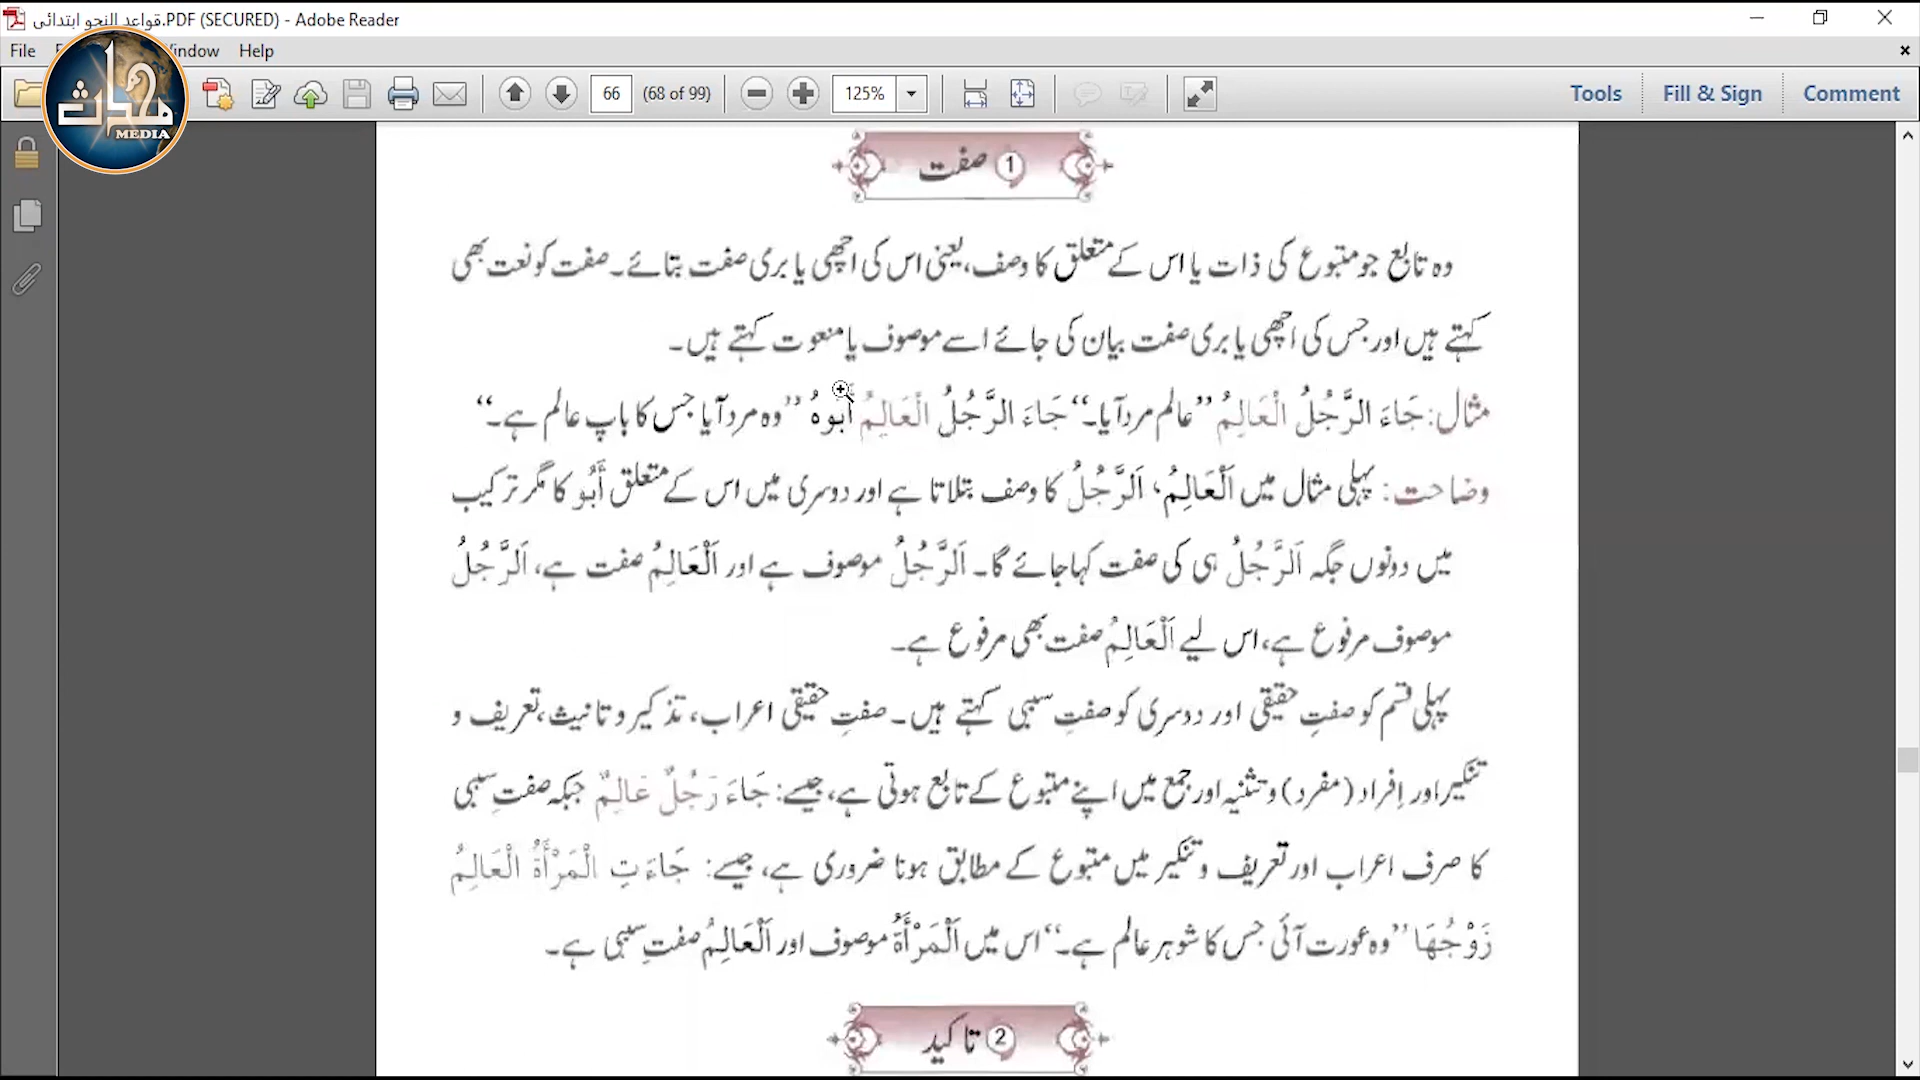 قواعد النحو ابتدائی.PDF (SECURED) - Adobe Reader
File Window Help
محدث
MEDIA
66 (68 of 99) 125% Tools Fill & Sign Comment
1 صفت
وہ تابع جو متبوع کی ذات یا اس کے متعلق کا وصف، یعنی اس کی اچھی یا بری صفت بتائے۔ صفت کو نعت بھی
کہتے ہیں اور جس کی اچھی یا بری صفت بیان کی جائے اسے موصوف یا منعوت کہتے ہیں۔
مثال: جَاءَ الرَّجُلُ الْعَالِمُ ’’عالم مرد آیا۔‘‘ جَاءَ الرَّجُلُ الْعَالِمُ أَبُوهُ ’’وہ مرد آیا جس کا باپ عالم ہے۔‘‘
وضاحت: پہلی مثال میں اَلْعَالِمُ، اَلرَّجُلُ کا وصف بتلاتا ہے اور دوسری میں اس کے متعلق أَبُو کا مگر ترکیب
میں دونوں جگہ اَلرَّجُلُ ہی کی صفت کہا جائے گا۔ اَلرَّجُلُ موصوف ہے اور اَلْعَالِمُ صفت ہے، اَلرَّجُلُ
موصوف مرفوع ہے، اس لیے اَلْعَالِمُ صفت بھی مرفوع ہے۔
پہلی قسم کو صفتِ حقیقی اور دوسری کو صفتِ سببی کہتے ہیں۔ صفتِ حقیقی اعراب، تذکیر و تانیث، تعریف و
تنکیر اور اِفراد (مفرد) و تثنیہ اور جمع میں اپنے متبوع کے تابع ہوتی ہے، جیسے: جَاءَ رَجُلٌ عَالِمٌ جبکہ صفتِ سببی
کا صرف اعراب اور تعریف و تنکیر میں متبوع کے مطابق ہونا ضروری ہے، جیسے: جَاءَتِ الْمَرْأَةُ الْعَالِمُ
زَوْجُهَا ’’وہ عورت آئی جس کا شوہر عالم ہے۔‘‘ اس میں اَلْمَرْأَةُ موصوف اور اَلْعَالِمُ صفتِ سببی ہے۔
2 تاکید